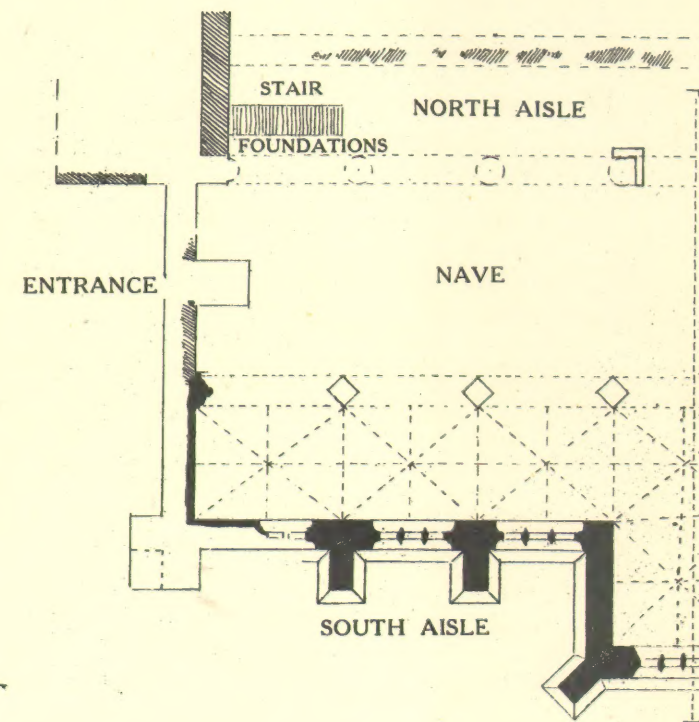 STAIR
NORTH AISLE
FOUNDATIONS
ENTRANCE
NAVE
SOUTH AISLE